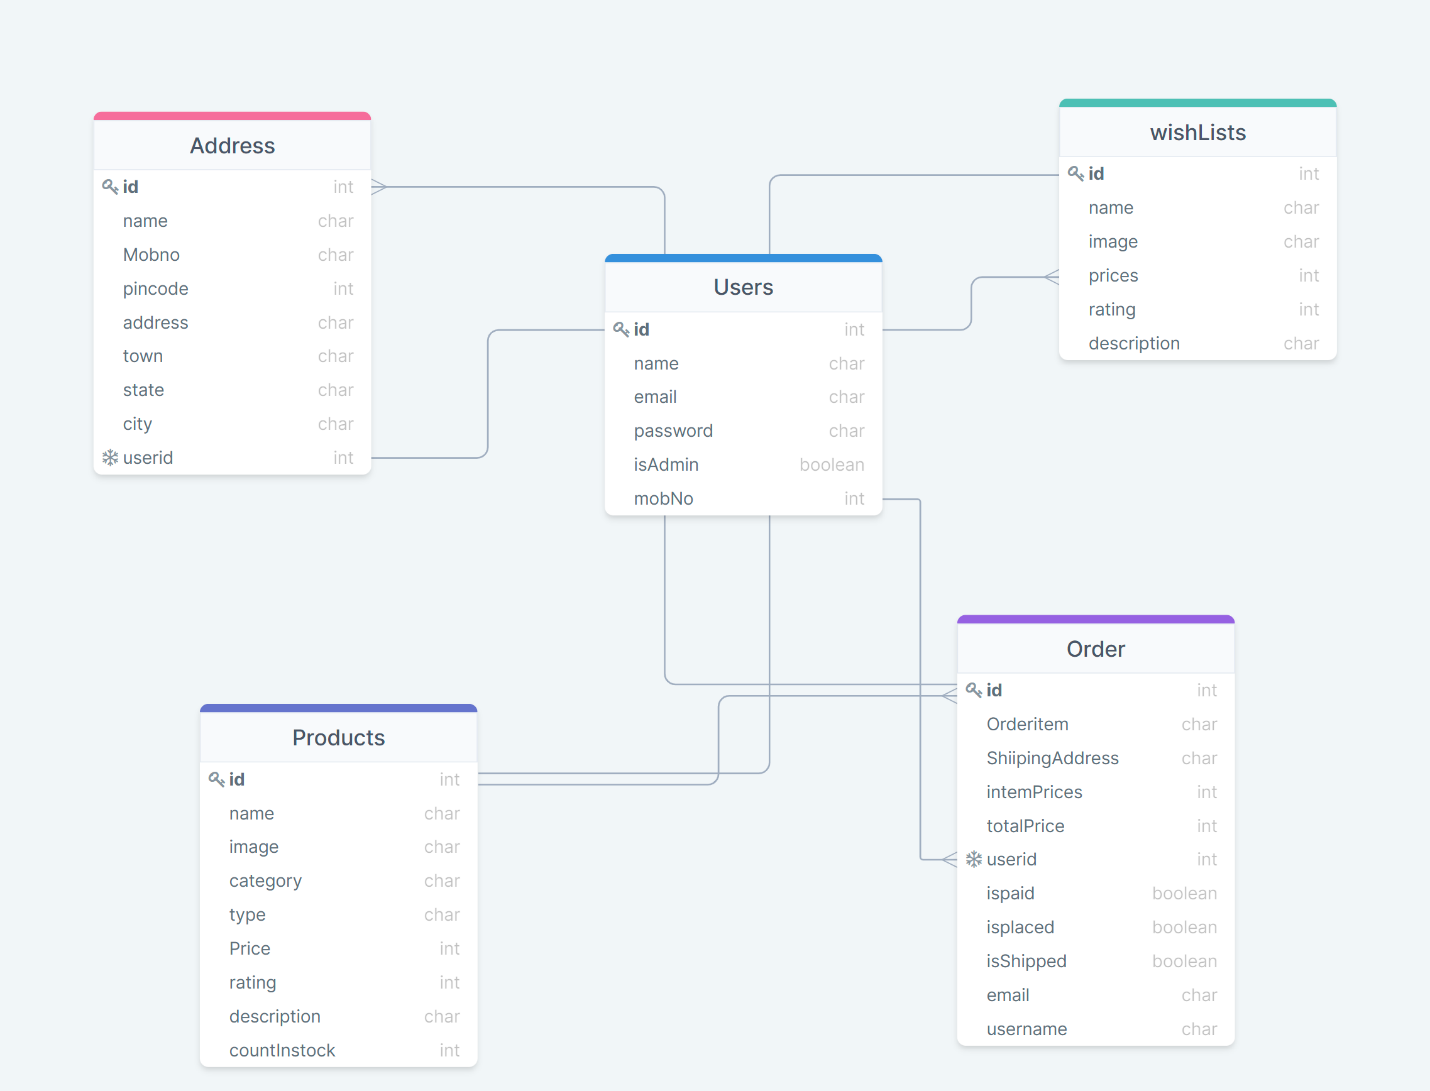 Address
id int
name char
Mobno char
pincode int
address char
town char
state char
city char
userid int
wishLists
id int
name char
image char
prices int
rating int
description char
Users
id int
name char
email char
password char
isAdmin boolean
mobNo int
Products
id int
name char
image char
category char
type char
Price int
rating int
description char
countInstock int
Order
id int
Orderitem char
ShiipingAddress char
intemPrices int
totalPrice int
userid int
ispaid boolean
isplaced boolean
isShipped boolean
email char
username char